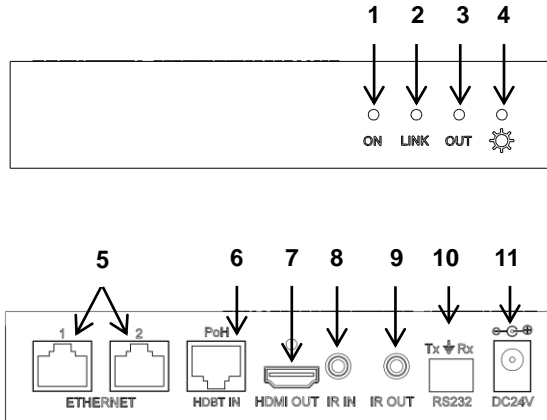 1 2 3 4
ON LINK OUT
5 6 7 8 9 10 11
1 2 PoH Tx Rx
ETHERNET HDBT IN HDMI OUT IR IN IR OUT RS232 DC24V